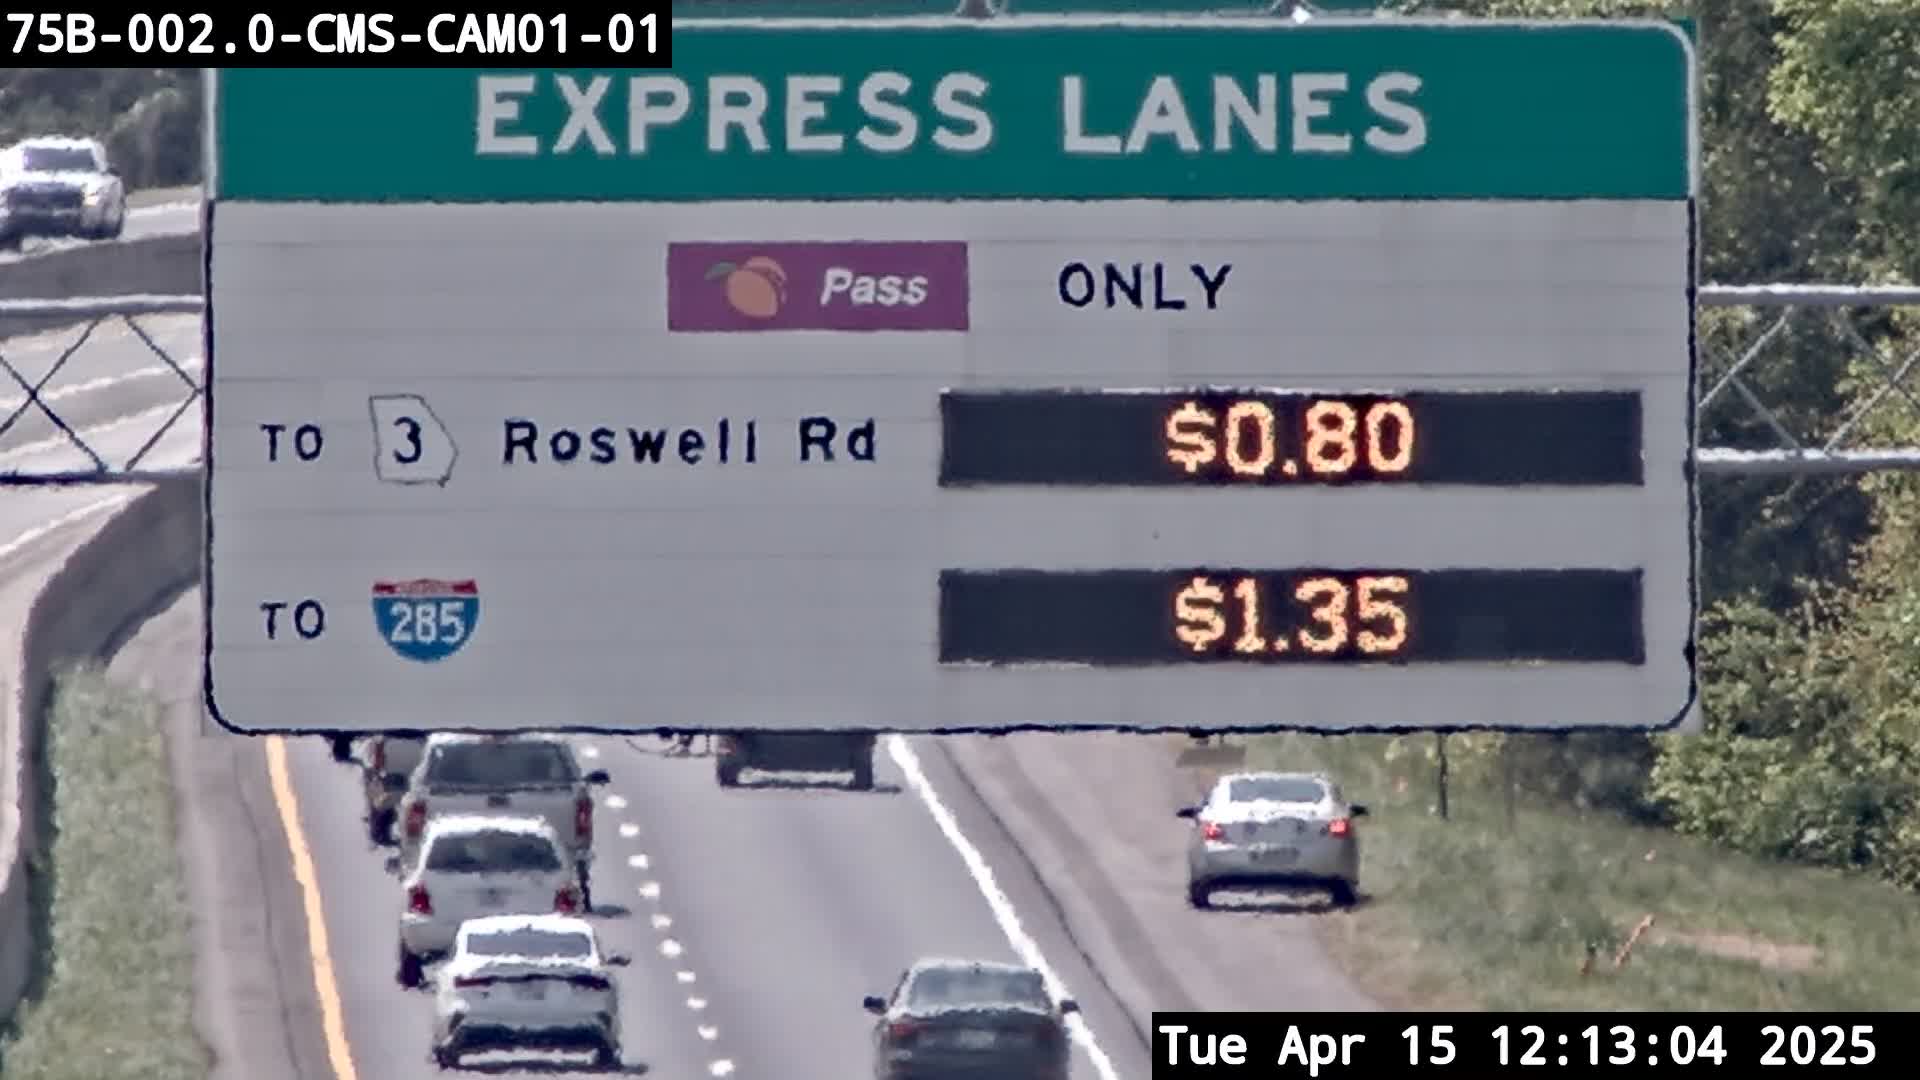 75B-002.0-CMS-CAM01-01
EXPRESS LANES
Pass ONLY
TO 3 Roswell Rd $0.80
TO 285 $1.35
Tue Apr 15 12:13:04 2025